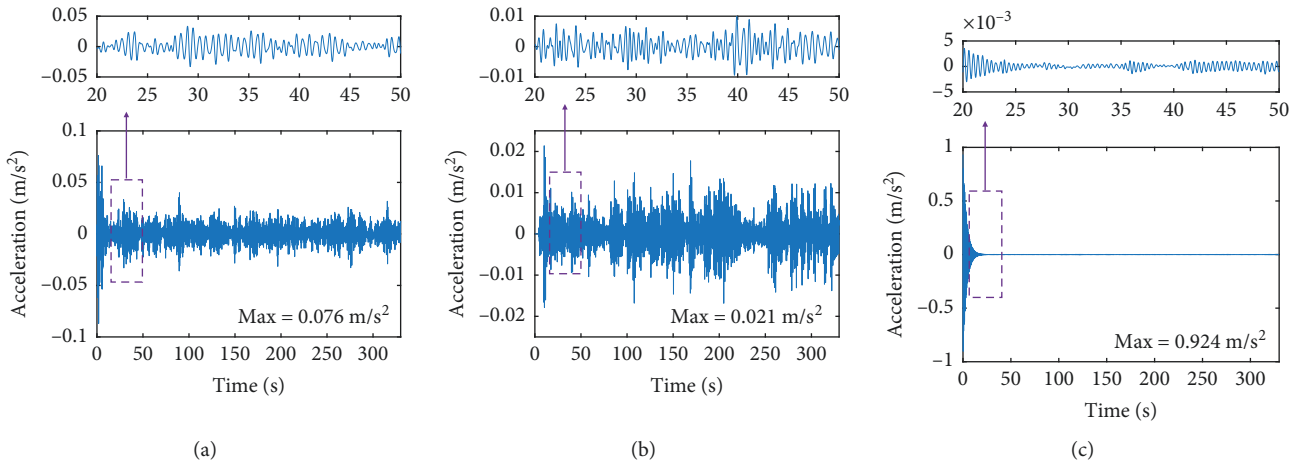 0.05
0
−0.05
20 25 30 35 40 45 50
Acceleration (m/s²)
0.1
0.05
0
−0.05
−0.1
Max = 0.076 m/s²
0 50 100 150 200 250 300
Time (s)
(a)
0.01
0
−0.01
20 25 30 35 40 45 50
Acceleration (m/s²)
0.02
0.01
0
−0.01
−0.02
Max = 0.021 m/s²
0 50 100 150 200 250 300
Time (s)
(b)
×10⁻³
5
0
−5
20 25 30 35 40 45 50
Acceleration (m/s²)
1
0.5
0
−0.5
−1
Max = 0.924 m/s²
0 50 100 150 200 250 300
Time (s)
(c)